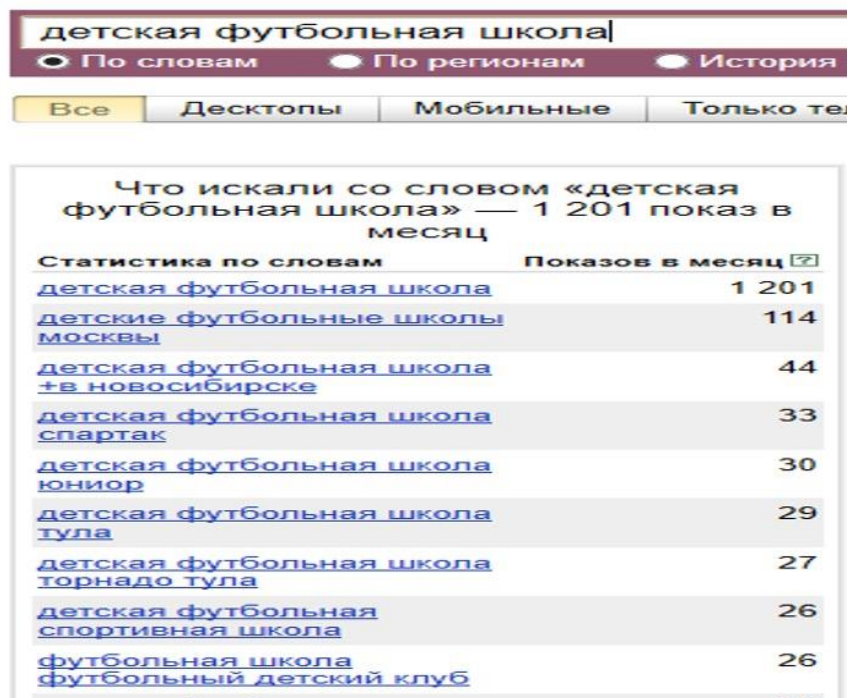 детская футбольная школа
По словам По регионам История
Все Десктопы Мобильные Только
Что искали со словом «детская
футбольная школа» — 1 201 показ в
месяц
Статистика по словам Показов в месяц ?
детская футбольная школа 1 201
детские футбольные школы 114
москвы
детская футбольная школа 44
+в новосибирске
детская футбольная школа 33
спартак
детская футбольная школа 30
юниор
детская футбольная школа 29
тула
детская футбольная школа 27
торнадо тула
детская футбольная 26
спортивная школа
футбольная школа 26
футбольный детский клуб